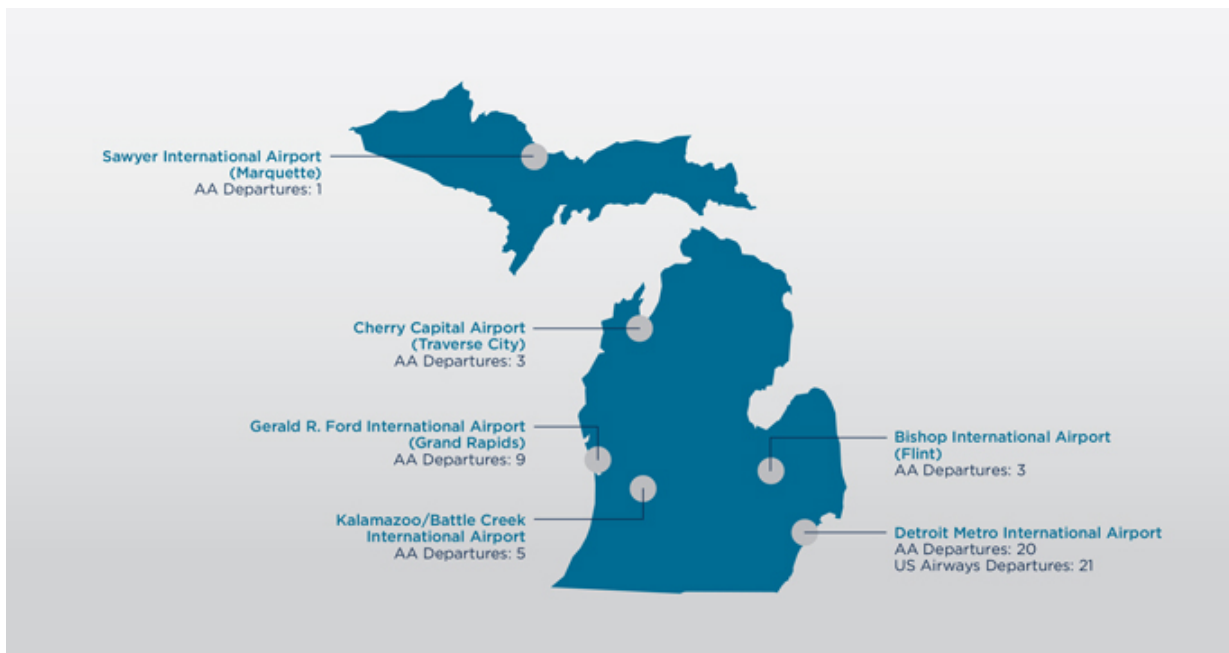 Sawyer International Airport
(Marquette)
AA Departures: 1
Cherry Capital Airport
(Traverse City)
AA Departures: 3
Gerald R. Ford International Airport
(Grand Rapids)
AA Departures: 9
Kalamazoo/Battle Creek
International Airport
AA Departures: 5
Bishop International Airport
(Flint)
AA Departures: 3
Detroit Metro International Airport
AA Departures: 20
US Airways Departures: 21